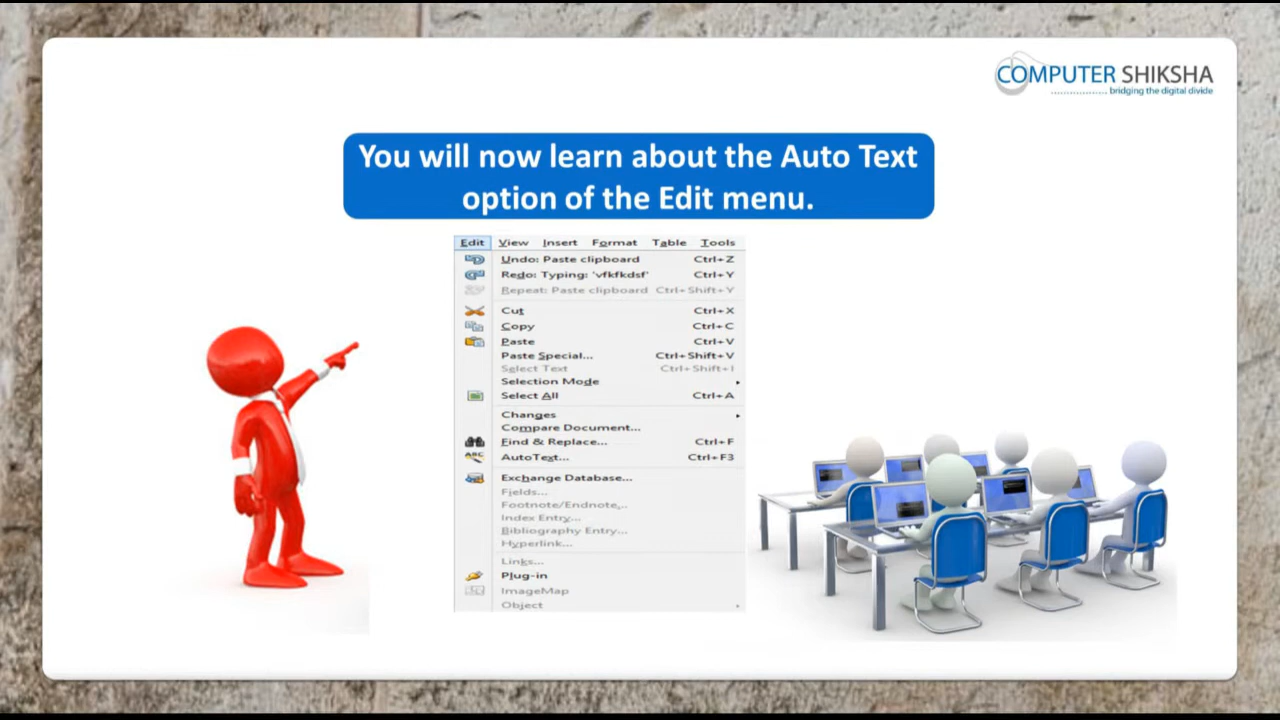 COMPUTER SHIKSHA
bridging the digital divide
You will now learn about the Auto Text
option of the Edit menu.
Edit View Insert Format Table Tools
Undo: Paste clipboard Ctrl+Z
Redo: Typing: 'vfkfkdsf' Ctrl+Y
Repeat: Paste clipboard Ctrl+Shift+Y
Cut Ctrl+X
Copy Ctrl+C
Paste Ctrl+V
Paste Special... Ctrl+Shift+V
Select Text Ctrl+Shift+I
Selection Mode
Select All Ctrl+A
Changes
Compare Document...
Find & Replace... Ctrl+F
ABC AutoText... Ctrl+F3
Exchange Database...
Fields...
Footnote/Endnote...
Index Entry...
Bibliography Entry...
Hyperlink...
Links...
Plug-in
ImageMap
Object